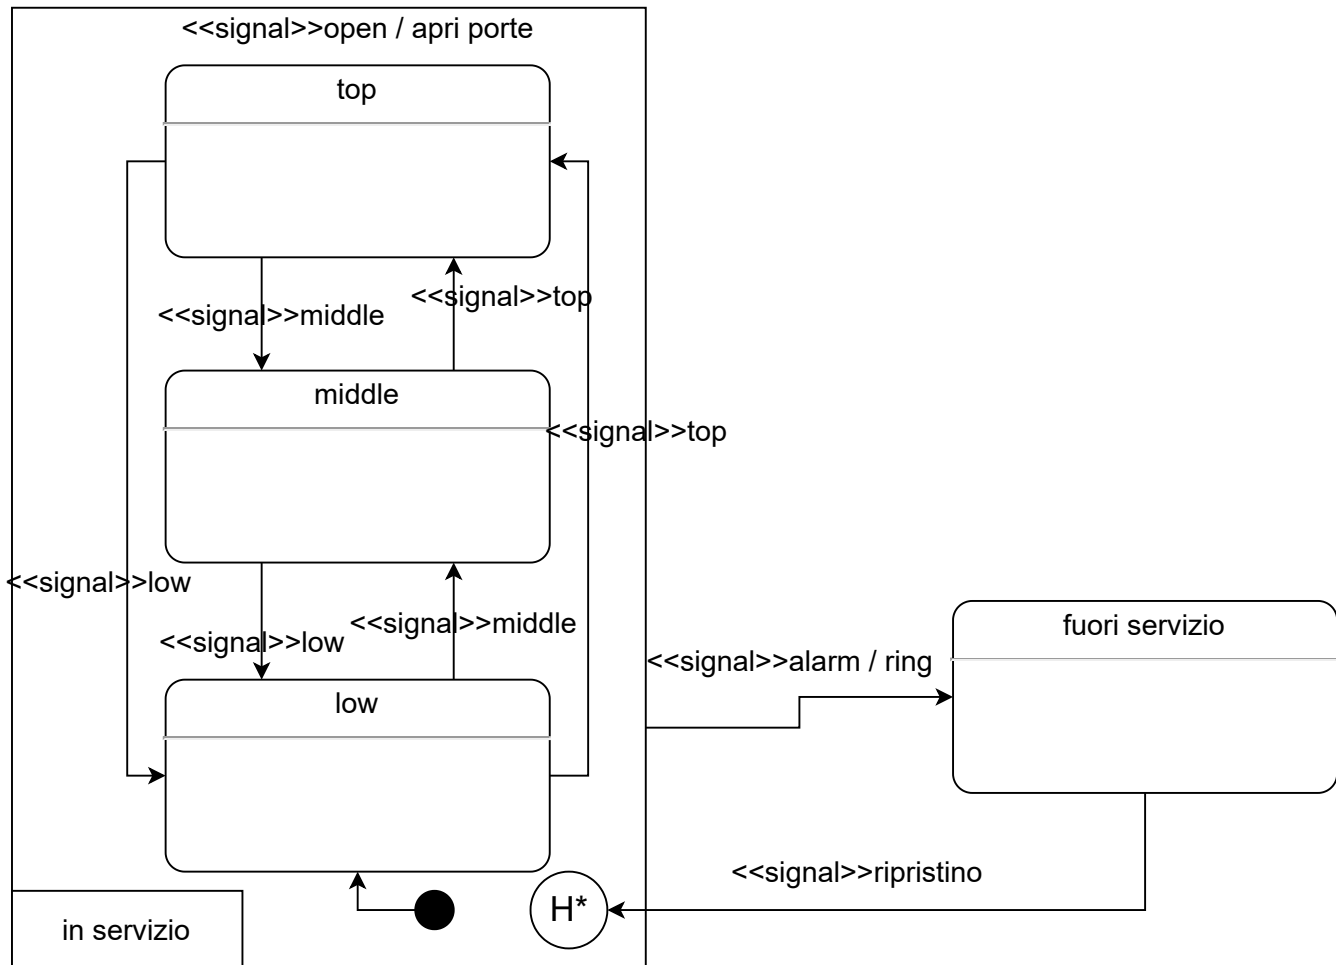 <<signal>>open / apri porte
top
<<signal>>top
<<signal>>middle
middle
<<signal>>top
<<signal>>low
<<signal>>middle
<<signal>>low
fuori servizio
<<signal>>alarm / ring
low
<<signal>>ripristino
H*
in servizio